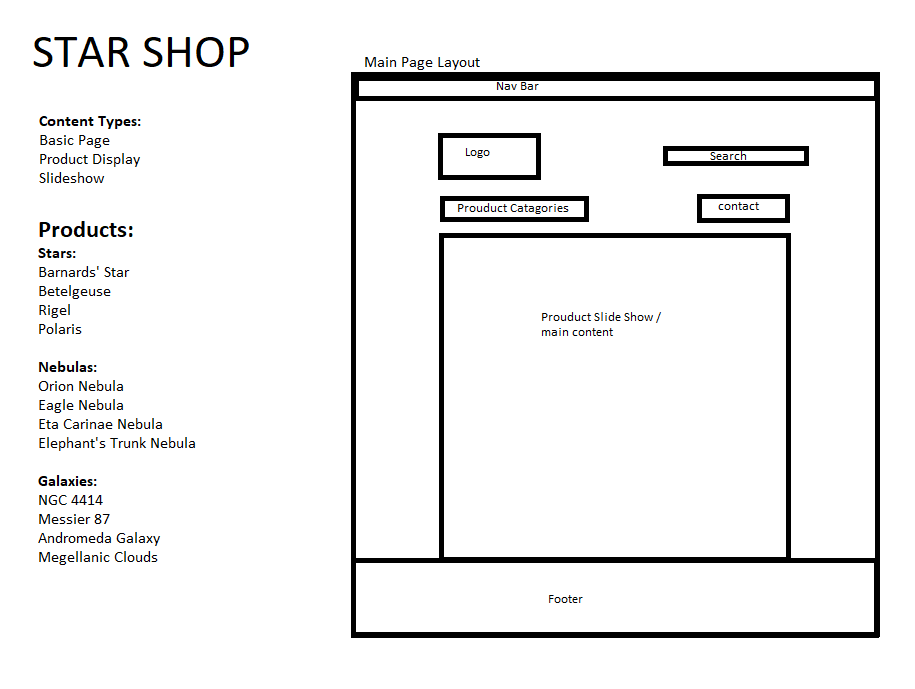 STAR SHOP
Content Types:
Basic Page
Product Display
Slideshow
Products:
Stars:
Barnards' Star
Betelgeuse
Rigel
Polaris
Nebulas:
Orion Nebula
Eagle Nebula
Eta Carinae Nebula
Elephant's Trunk Nebula
Galaxies:
NGC 4414
Messier 87
Andromeda Galaxy
Megellanic Clouds
Main Page Layout
Nav Bar
Logo
Search
Prouduct Catagories
contact
Prouduct Slide Show /
main content
Footer